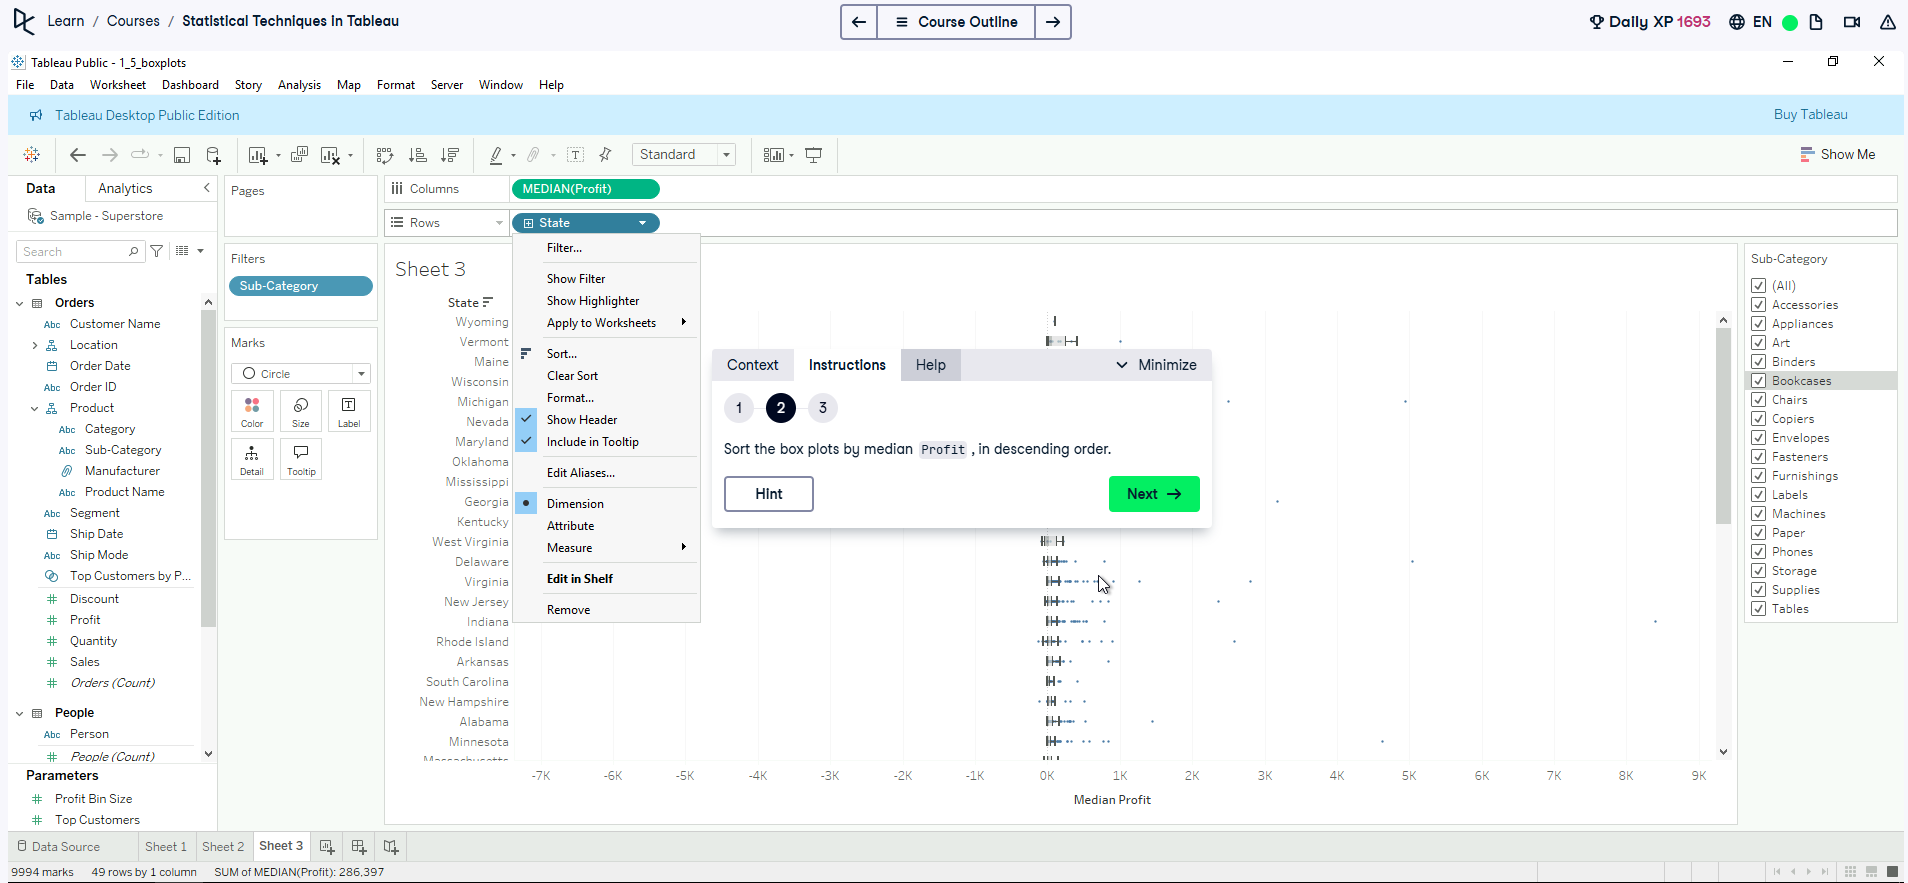 Learn / Courses / Statistical Techniques in Tableau
Course Outline
Daily XP 1693
EN
Tableau Public - 1_5_boxplots
File Data Worksheet Dashboard Story Analysis Map Format Server Window Help
Tableau Desktop Public Edition
Buy Tableau
Standard
Show Me
Data Analytics
Sample - Superstore
Search
Tables
Orders
Abc Customer Name
Location
Order Date
Abc Order ID
Product
Abc Category
Abc Sub-Category
Manufacturer
Abc Product Name
Abc Segment
Ship Date
Abc Ship Mode
Top Customers by P...
Discount
Profit
Quantity
Sales
Orders (Count)
People
Abc Person
People (Count)
Parameters
Profit Bin Size
Top Customers
Pages
Filters
Sub-Category
Marks
Circle
Color Size Label
Detail Tooltip
Columns MEDIAN(Profit)
Rows State
Sheet 3
State
Wyoming
Vermont
Maine
Wisconsin
Michigan
Nevada
Maryland
Oklahoma
Mississippi
Georgia
Kentucky
West Virginia
Delaware
Virginia
New Jersey
Indiana
Rhode Island
Arkansas
South Carolina
New Hampshire
Alabama
Minnesota
Massachusetts
Filter...
Show Filter
Show Highlighter
Apply to Worksheets
Sort...
Clear Sort
Format...
Show Header
Include in Tooltip
Edit Aliases...
Dimension
Attribute
Measure
Edit in Shelf
Remove
Context Instructions Help Minimize
1 2 3
Sort the box plots by median Profit , in descending order.
Hint Next
-7K -6K -5K -4K -3K -2K -1K 0K 1K 2K 3K 4K 5K 6K 7K 8K 9K
Median Profit
Sub-Category
(All)
Accessories
Appliances
Art
Binders
Bookcases
Chairs
Copiers
Envelopes
Fasteners
Furnishings
Labels
Machines
Paper
Phones
Storage
Supplies
Tables
Data Source Sheet 1 Sheet 2 Sheet 3
9994 marks 49 rows by 1 column SUM of MEDIAN(Profit): 286,397